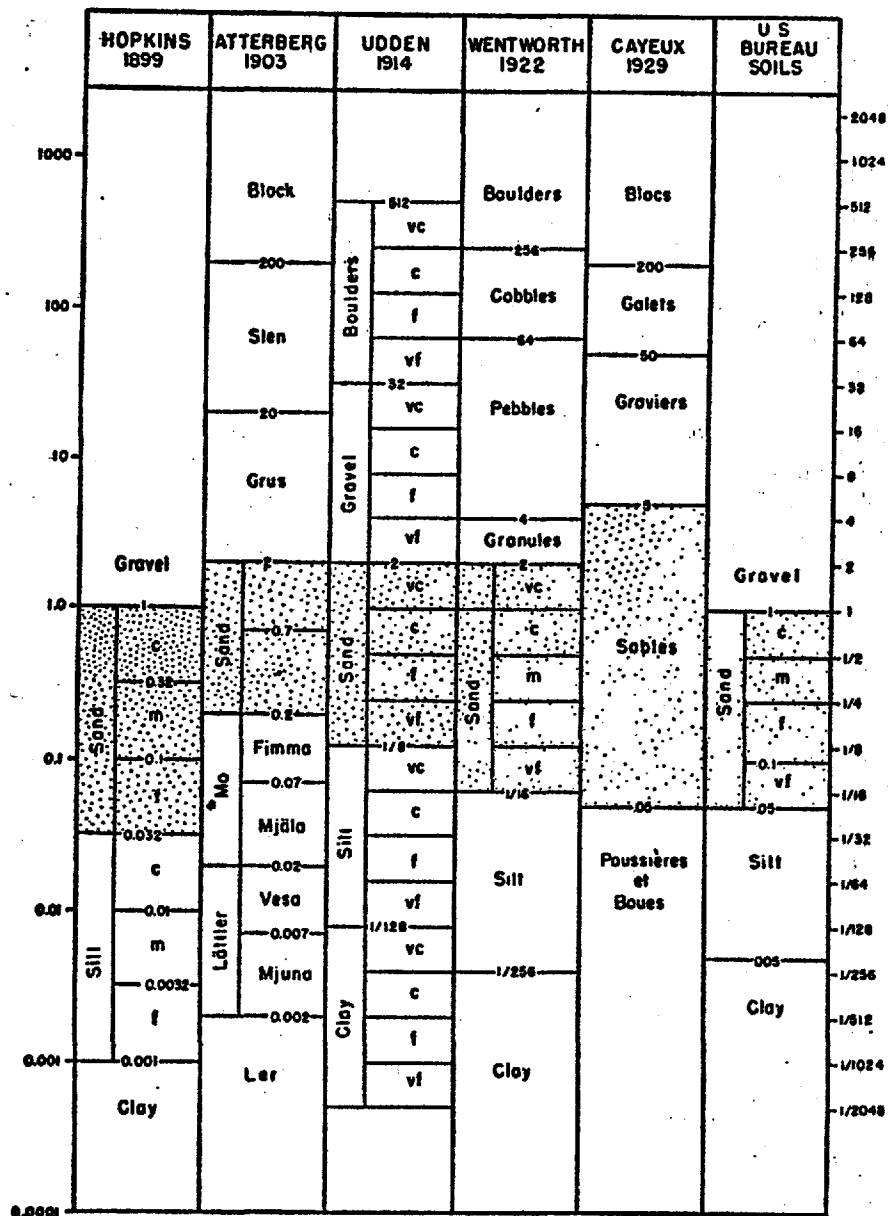 HOPKINS
1899
ATTERBERG
1903
UDDEN
1914
WENTWORTH
1922
CAYEUX
1929
U S
BUREAU
SOILS
1000
100
10
1.0
0.1
0.01
0.001
0.0001
Gravel
1
Sand
c
0.32
m
0.1
f
0.032
Silt
c
0.01
m
0.0032
f
0.001
Clay
Block
200
Sten
20
Grus
2
Sand
0.7
0.2
*Mo
Fimma
0.07
Mjäla
0.02
Lättler
Vesa
0.007
Mjuna
0.002
Ler
512
Boulders
vc
c
f
vf
32
Gravel
vc
c
f
vf
2
Sand
vc
c
f
vf
1/8
Silt
vc
c
f
vf
1/128
Clay
vc
c
f
vf
Boulders
256
Cobbles
64
Pebbles
4
Granules
2
Sand
vc
c
m
f
vf
1/16
Silt
1/256
Clay
Blocs
200
Galets
50
Graviers
5
Sables
.05
Poussières
et
Boues
Gravel
1
Sand
c
m
f
0.1
vf
.05
Silt
.005
Clay
2048
1024
512
256
128
64
32
16
8
4
2
1
1/2
1/4
1/8
1/16
1/32
1/64
1/128
1/256
1/512
1/1024
1/2048